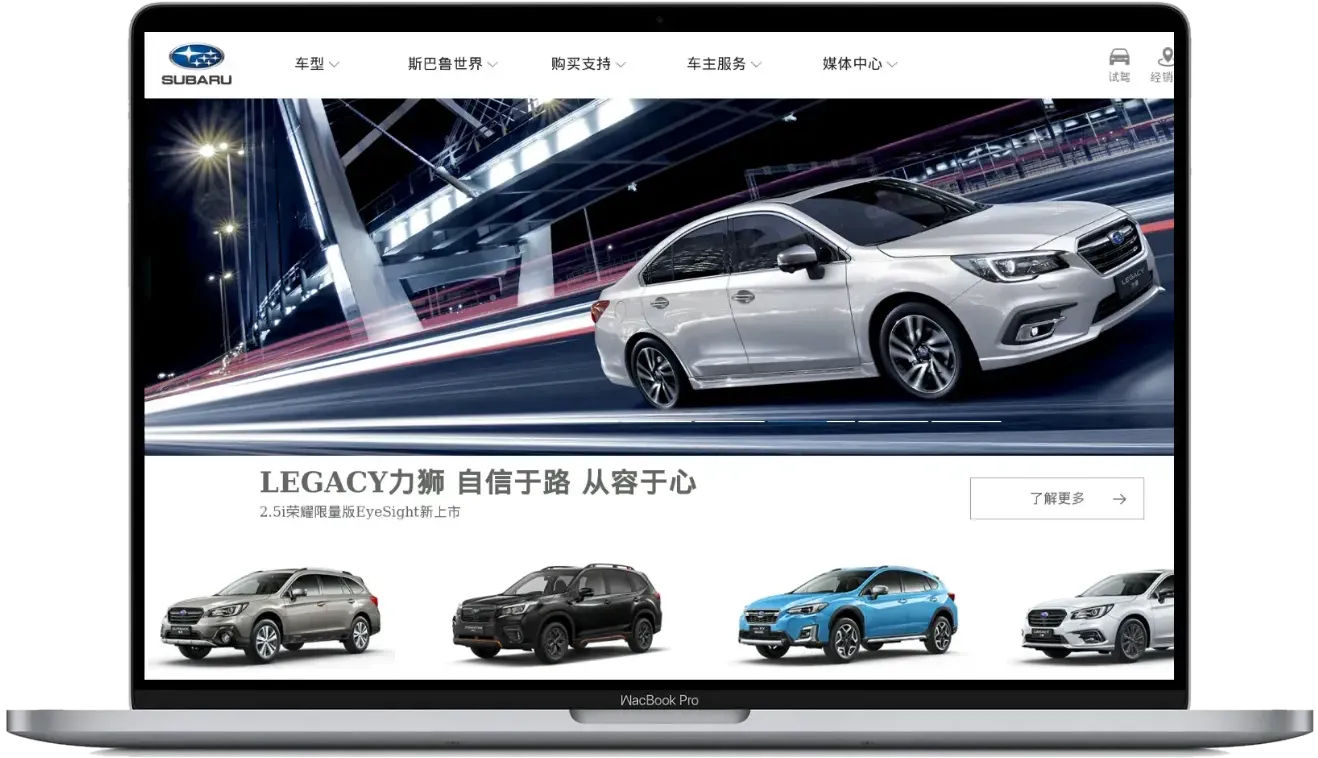 SUBARU
车型
斯巴鲁世界
购买支持
车主服务
媒体中心
试驾
经销
LEGACY
LEGACY力狮 自信于路 从容于心
2.5i荣耀限量版EyeSight新上市
了解更多
MacBook Pro